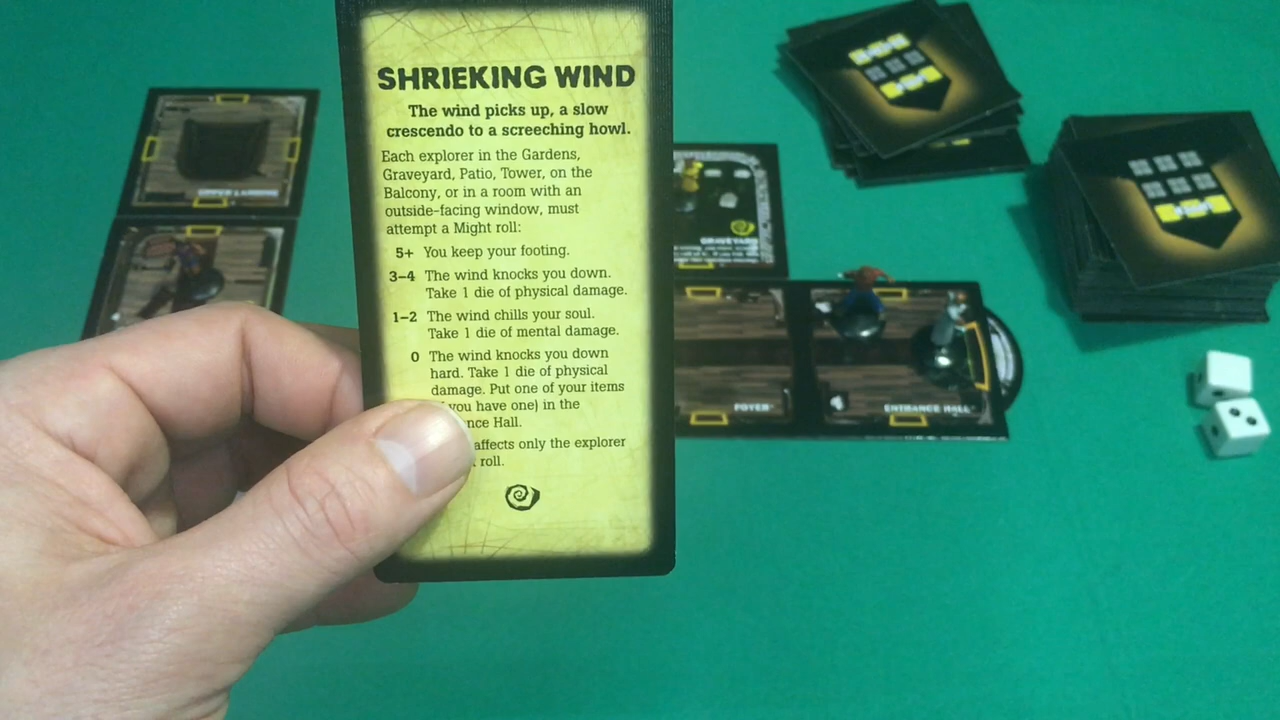 SHRIEKING WIND
The wind picks up, a slow
crescendo to a screeching howl.
Each explorer in the Gardens,
Graveyard, Patio, Tower, on the
Balcony, or in a room with an
outside-facing window, must
attempt a Might roll:
5+ You keep your footing.
3-4 The wind knocks you down.
Take 1 die of physical damage.
1-2 The wind chills your soul.
Take 1 die of mental damage.
0 The wind knocks you down
hard. Take 1 die of physical
damage. Put one of your items
you have one) in the
nce Hall.
affects only the explorer
roll.
UPPER LANDING
GRAVEYARD
FOYER
ENTRANCE HALL